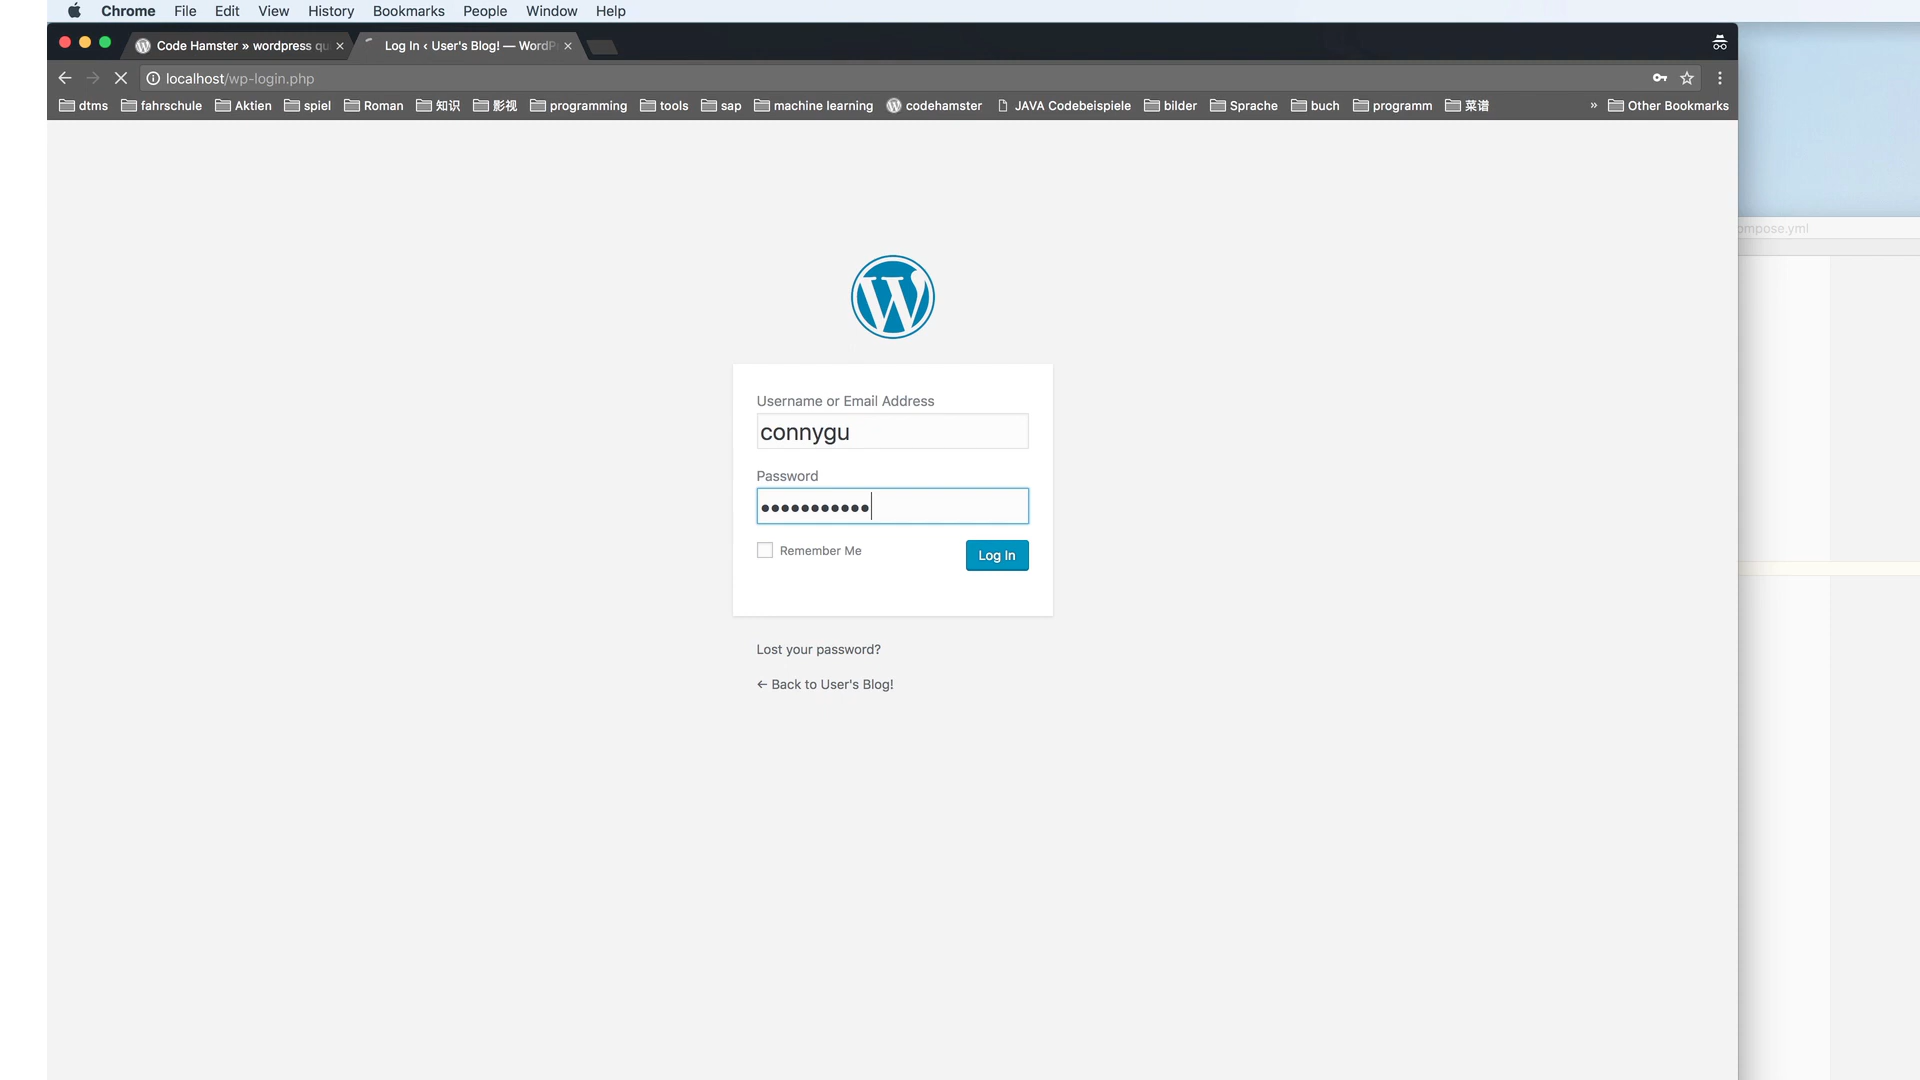 Chrome File Edit View History Bookmarks People Window Help
Code Hamster » wordpress qu
Log In ‹ User's Blog! — WordP
localhost/wp-login.php
dtms fahrschule Aktien spiel Roman 知识 影视 programming tools sap machine learning codehamster JAVA Codebeispiele bilder Sprache buch programm 菜谱 » Other Bookmarks
ompose.yml
Username or Email Address
connygu
Password
Remember Me
Log In
Lost your password?
← Back to User's Blog!